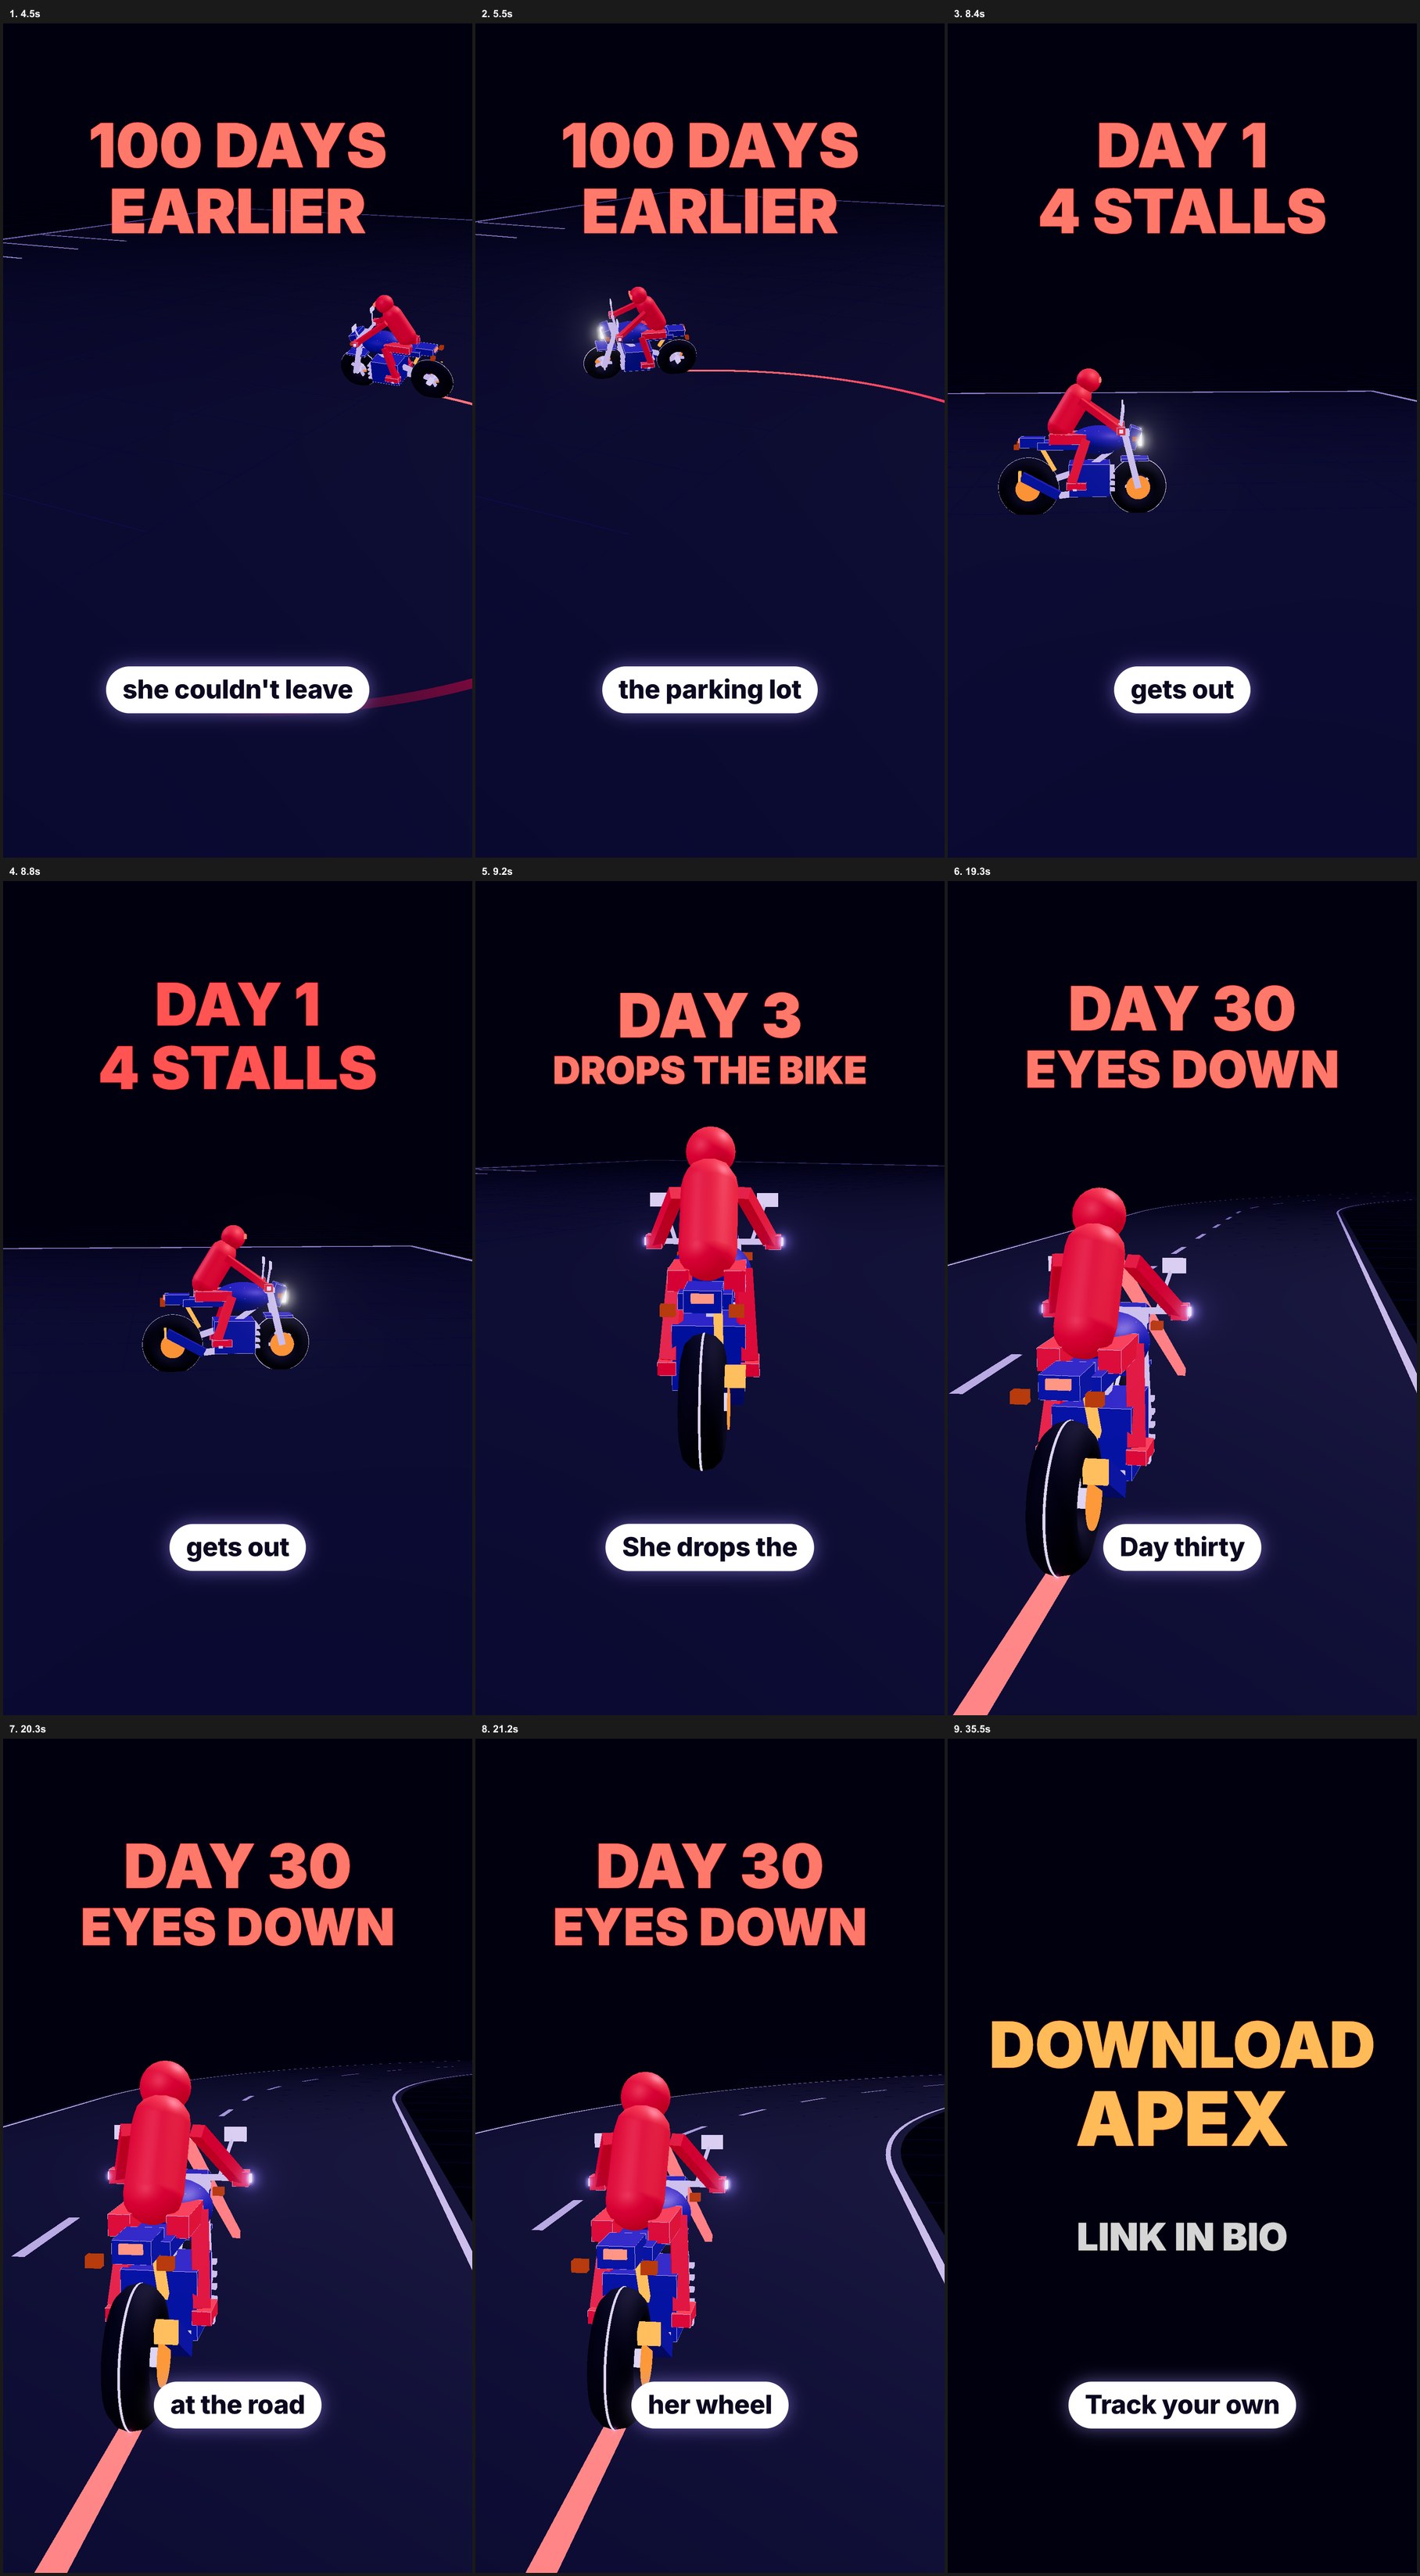 1. 4.5s
100 DAYS
EARLIER
she couldn't leave
2. 5.5s
100 DAYS
EARLIER
the parking lot
3. 8.4s
DAY 1
4 STALLS
gets out
4. 8.8s
DAY 1
4 STALLS
gets out
5. 9.2s
DAY 3
DROPS THE BIKE
She drops the
6. 19.3s
DAY 30
EYES DOWN
Day thirty
7. 20.3s
DAY 30
EYES DOWN
at the road
8. 21.2s
DAY 30
EYES DOWN
her wheel
9. 35.5s
DOWNLOAD
APEX
LINK IN BIO
Track your own